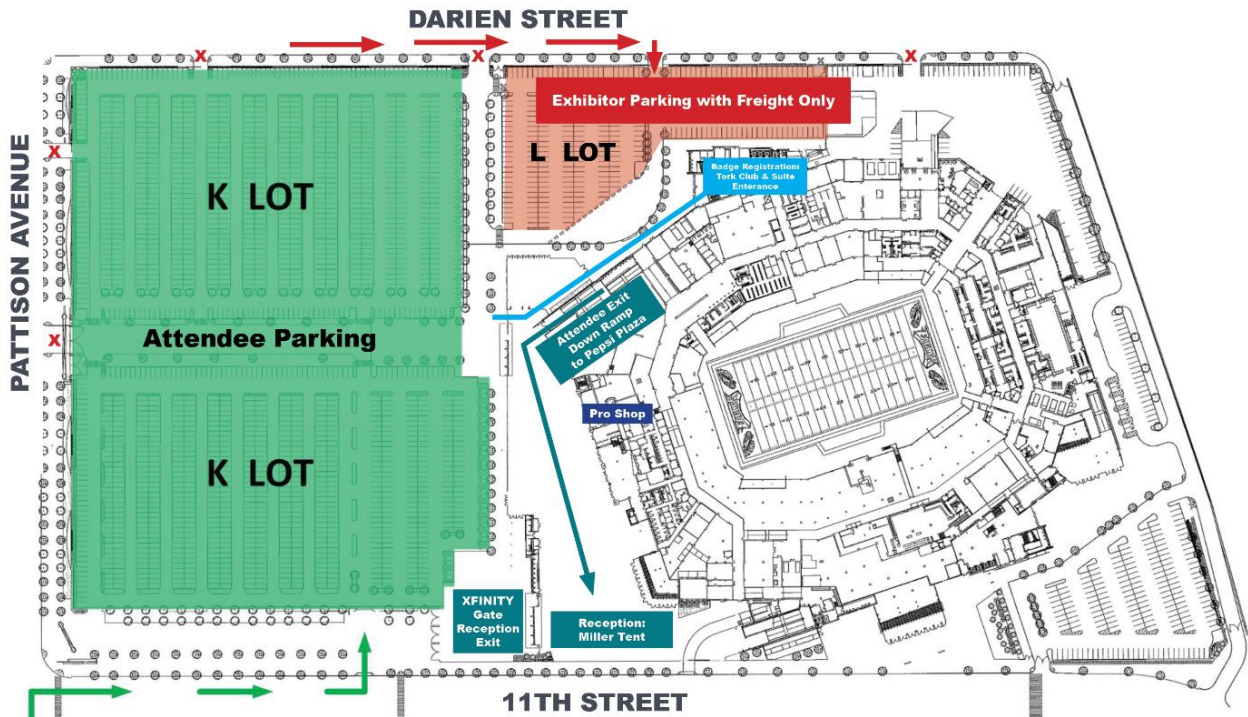 DARIEN STREET
X
X
X
Exhibitor Parking with Freight Only
L LOT
X
PATTISON AVENUE
K LOT
Badge Registration:
Tork Club & Suite
Enterance
Attendee Exit
Down Ramp
to Pepsi Plaza
X
Attendee Parking
Pro Shop
K LOT
XFINITY
Gate
Reception
Exit
Reception:
Miller Tent
11TH STREET